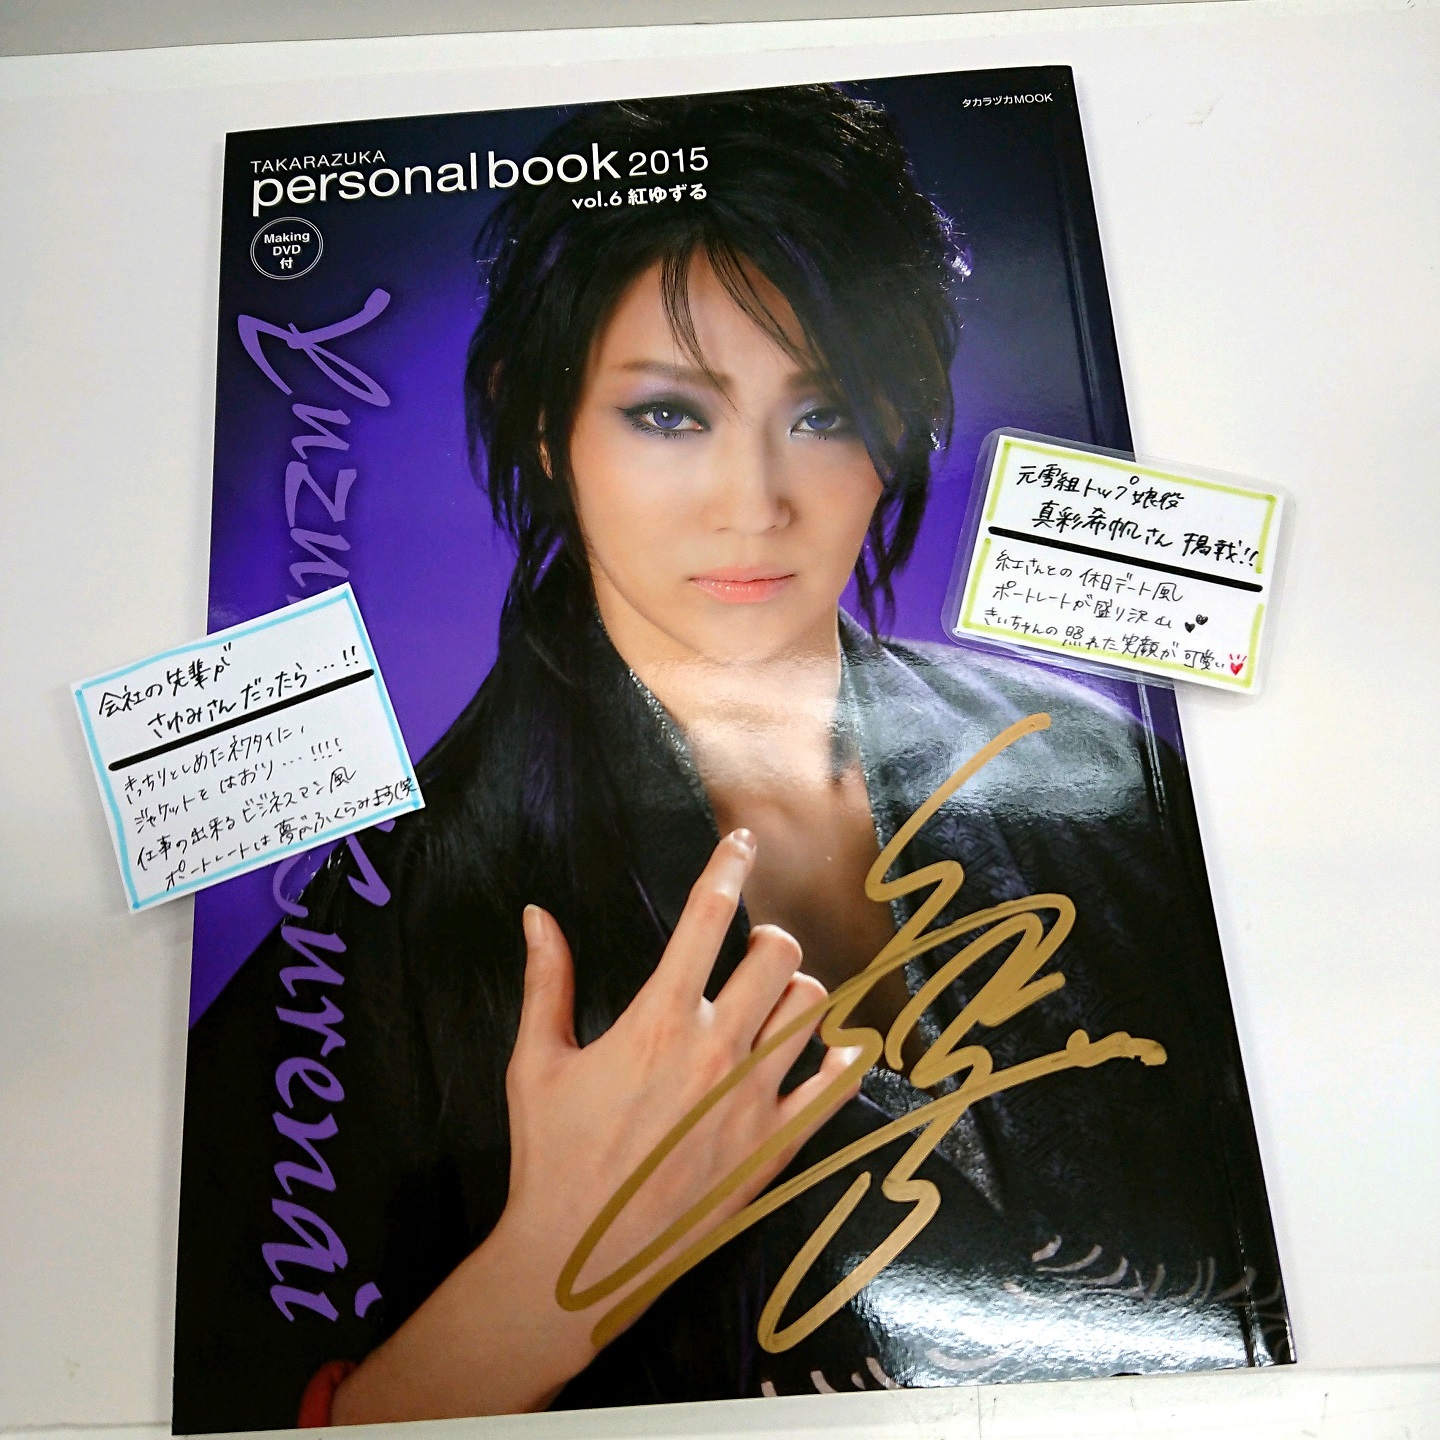 タカラヅカMOOK
TAKARAZUKA
personal book 2015
vol.6 紅ゆずる
Making
DVD
付
元雪組トップ娘役
真彩希帆さん 掲載!!
紅さんとの 休日デート風
ポートレートが盛り沢山
きぃちゃんの 照れた笑顔が可愛い
会社の先輩が
さゆみさんだったら…!!
きっちりとしめたネクタイに、
ジャケットをはおり…!!!!
仕事の出来るビジネスマン風
ポートレートは夢がふくらみます(笑
Kurenai